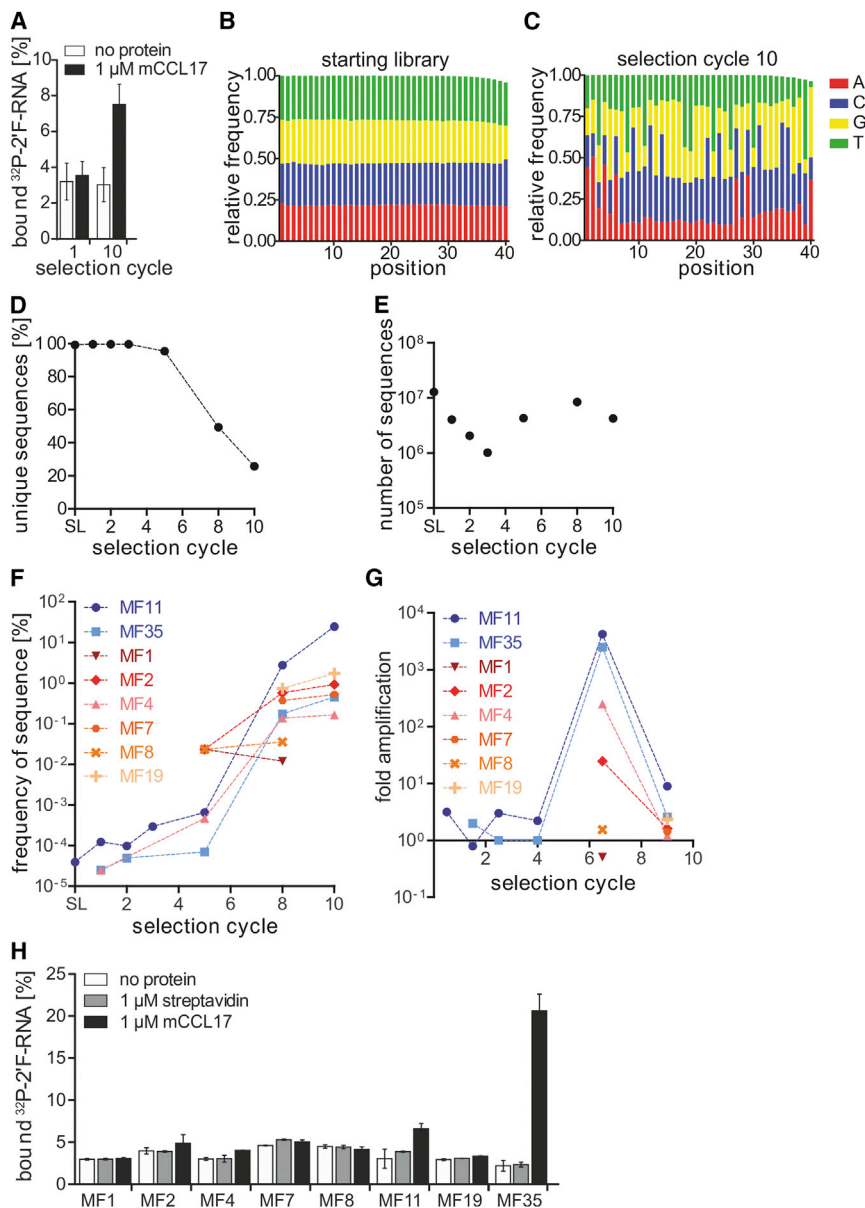 A
no protein
1 µM mCCL17
bound ³²P-2'F-RNA [%]
10
8
6
4
2
0
1 10
selection cycle
B
starting library
relative frequency
1.00
0.75
0.50
0.25
0.00
10 20 30 40
position
C
selection cycle 10
relative frequency
1.00
0.75
0.50
0.25
0.00
10 20 30 40
position
A
C
G
T
D
unique sequences [%]
100
80
60
40
20
0
SL 2 4 6 8 10
selection cycle
E
number of sequences
10⁸
10⁷
10⁶
10⁵
SL 2 4 6 8 10
selection cycle
F
frequency of sequence [%]
10²
10¹
10⁰
10⁻¹
10⁻²
10⁻³
10⁻⁴
10⁻⁵
MF11
MF35
MF1
MF2
MF4
MF7
MF8
MF19
SL 2 4 6 8 10
selection cycle
G
fold amplification
10⁴
10³
10²
10¹
10⁰
10⁻¹
MF11
MF35
MF1
MF2
MF4
MF7
MF8
MF19
2 4 6 8 10
selection cycle
H
no protein
1 µM streptavidin
1 µM mCCL17
bound ³²P-2'F-RNA [%]
25
20
15
10
5
0
MF1 MF2 MF4 MF7 MF8 MF11 MF19 MF35